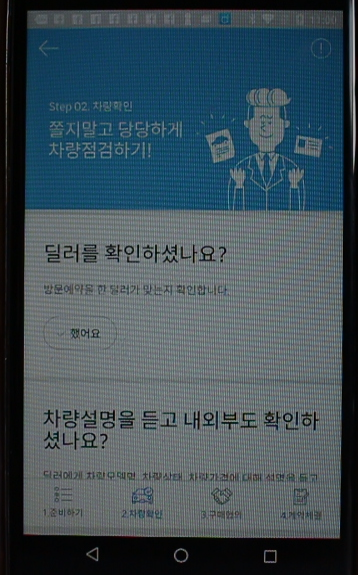 11:00
Step 02. 차량확인
쫄지말고 당당하게
차량점검하기!
딜러를 확인하셨나요?
방문예약을 한 딜러가 맞는지 확인합니다.
했어요
차량설명을 듣고 내외부도 확인하
셨나요?
딜러에게 차량모델명, 차량상태, 차량가격에 대해 설명을 듣고
1.준비하기 2.차량확인 3.구매협의 4.계약체결